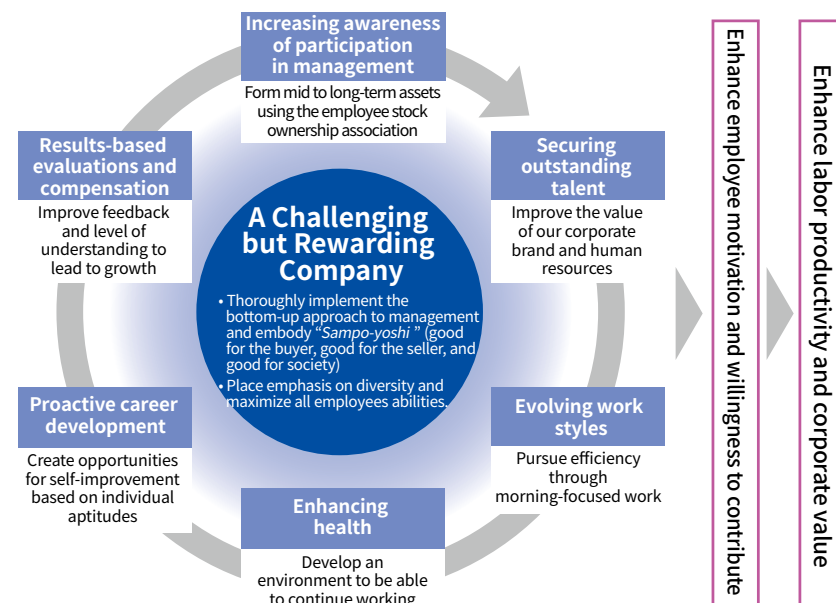 Increasing awareness
of participation
in management
Form mid to long-term assets
using the employee stock
ownership association
Securing
outstanding
talent
Improve the value
of our corporate
brand and human
resources
Evolving work
styles
Pursue efficiency
through
morning-focused work
Enhancing
health
Develop an
environment to be able
to continue working
Proactive career
development
Create opportunities
for self-improvement
based on individual
aptitudes
Results-based
evaluations and
compensation
Improve feedback
and level of
understanding to
lead to growth
A Challenging
but Rewarding
Company
• Thoroughly implement the
bottom-up approach to management
and embody “Sampo-yoshi ” (good
for the buyer, good for the seller, and
good for society)
• Place emphasis on diversity and
maximize all employees abilities.
Enhance employee motivation and willingness to contribute
Enhance labor productivity and corporate value